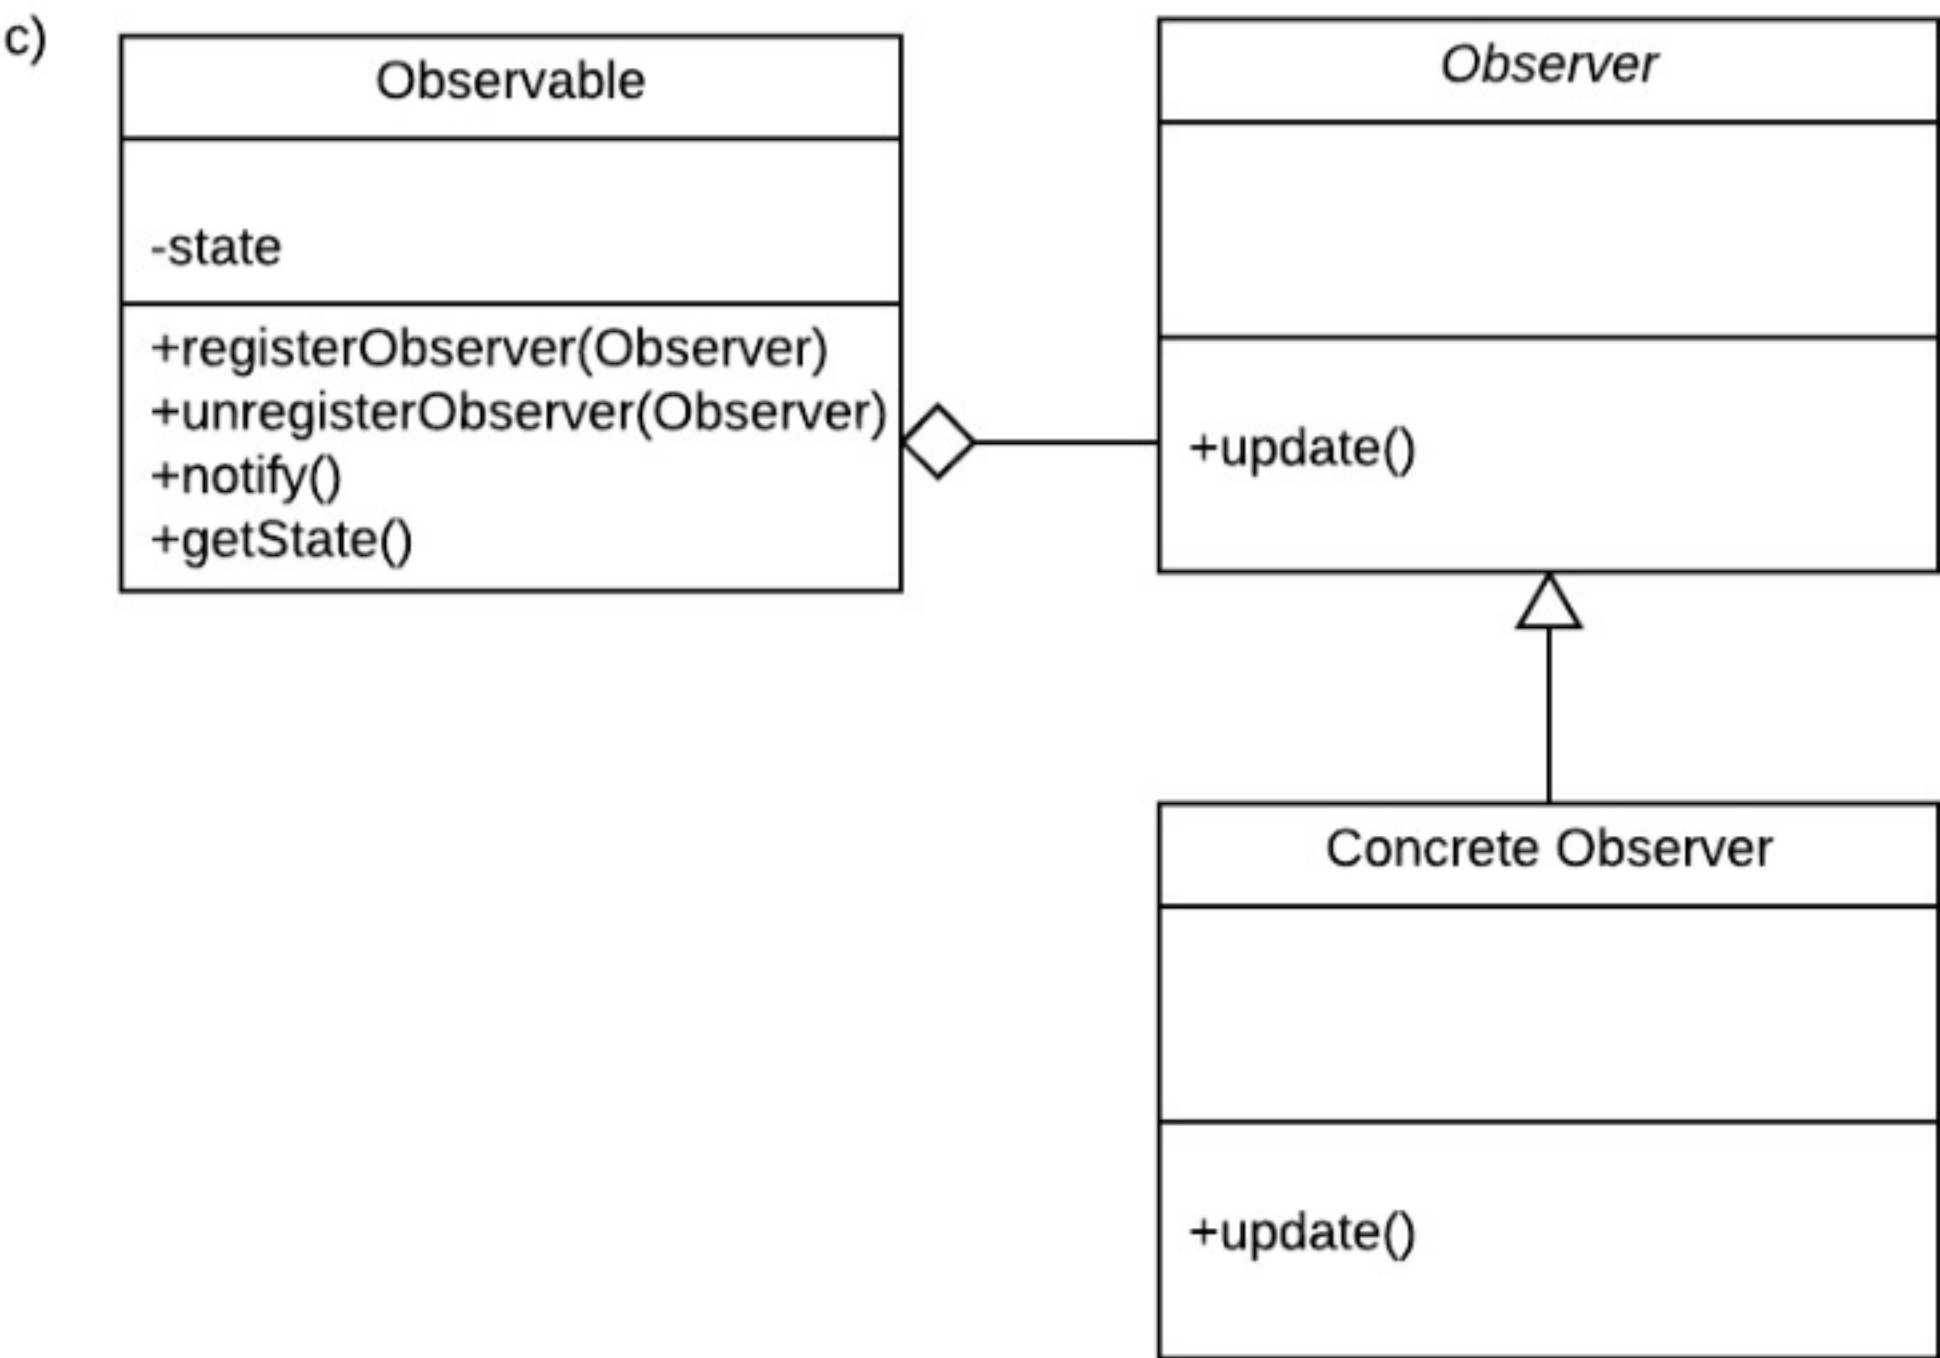 c)
Observable
-state
+registerObserver(Observer)
+unregisterObserver(Observer)
+notify()
+getState()
Observer
+update()
Concrete Observer
+update()